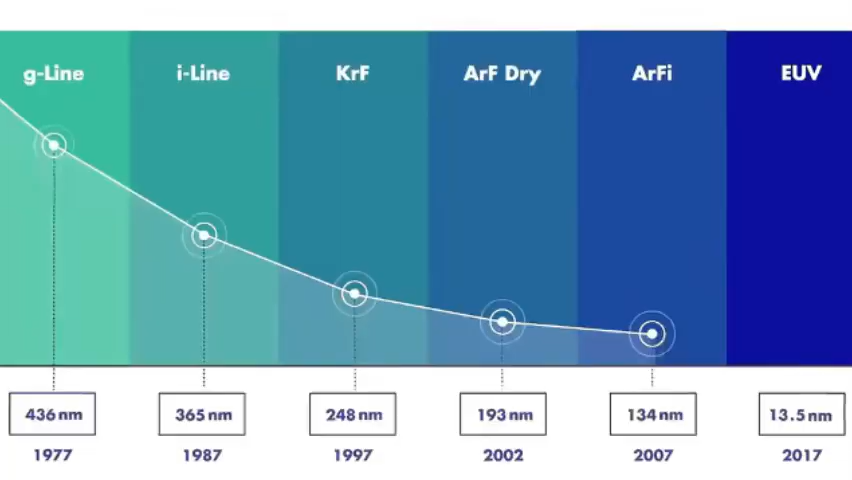 g-Line i-Line KrF ArF Dry ArFi EUV
436 nm 365 nm 248 nm 193 nm 134 nm 13.5 nm
1977 1987 1997 2002 2007 2017